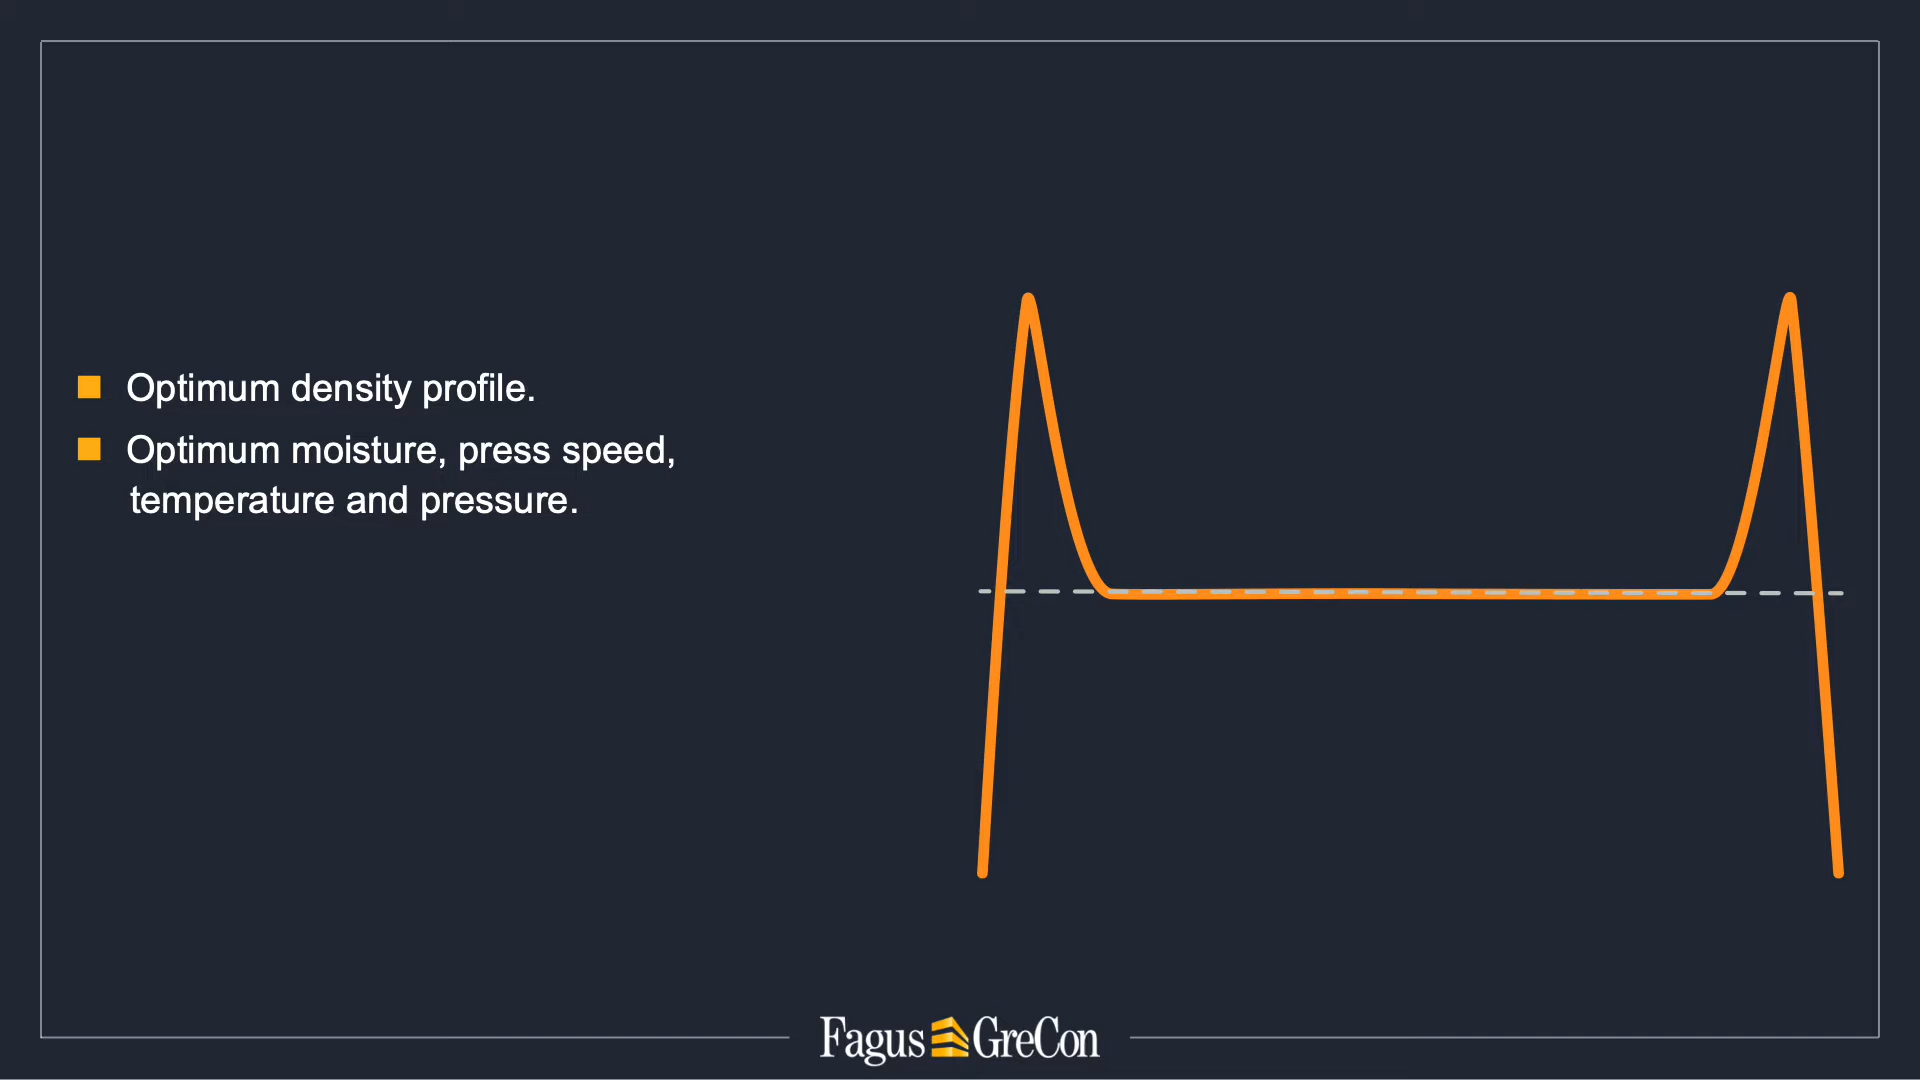 Optimum density profile.
Optimum moisture, press speed,
temperature and pressure.
Fagus GreCon